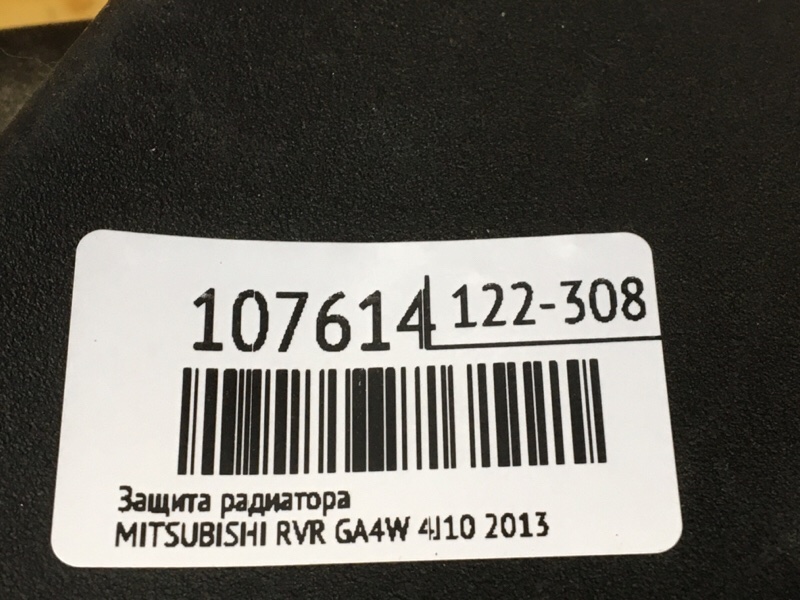 107614 122-308
Защита радиатора
MITSUBISHI RVR GA4W 4J10 2013